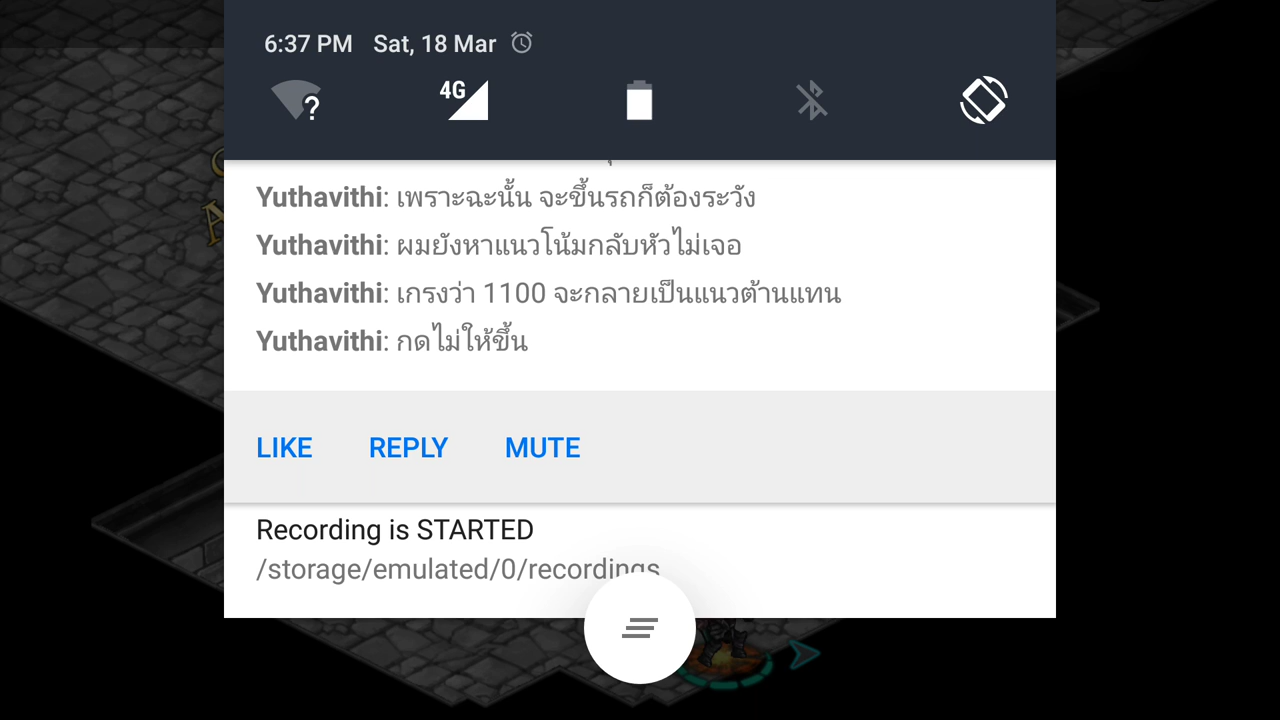 6:37 PM Sat, 18 Mar
4G
?
Yuthavithi: เพราะฉะนั้น จะขึ้นรถก็ต้องระวัง
Yuthavithi: ผมยังหาแนวโน้มกลับหัวไม่เจอ
Yuthavithi: เกรงว่า 1100 จะกลายเป็นแนวต้านแทน
Yuthavithi: กดไม่ให้ขึ้น
LIKE REPLY MUTE
Recording is STARTED
/storage/emulated/0/recordings